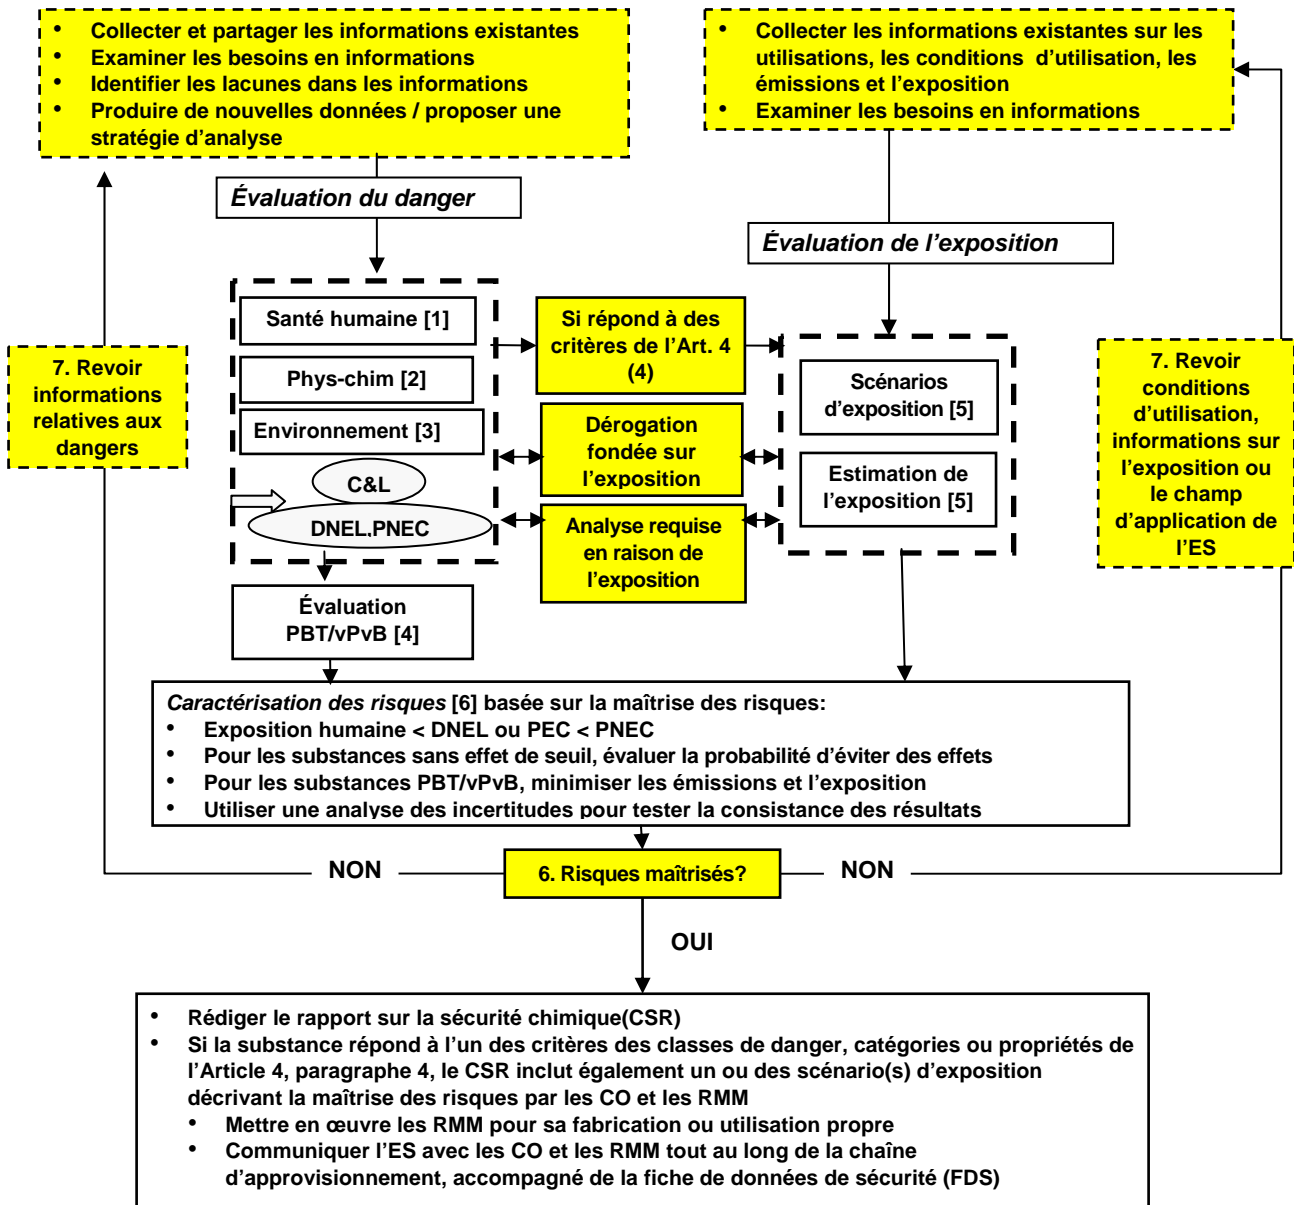 • Collecter et partager les informations existantes
• Examiner les besoins en informations
• Identifier les lacunes dans les informations
• Produire de nouvelles données / proposer une
stratégie d'analyse
• Collecter les informations existantes sur les
utilisations, les conditions d'utilisation, les
émissions et l'exposition
• Examiner les besoins en informations
Évaluation du danger
Évaluation de l'exposition
7. Revoir
informations
relatives aux
dangers
Santé humaine [1]
Phys-chim [2]
Environnement [3]
C&L
DNEL,PNEC
Évaluation
PBT/vPvB [4]
Si répond à des
critères de l'Art. 4
(4)
Dérogation
fondée sur
l'exposition
Analyse requise
en raison de
l'exposition
Scénarios
d'exposition [5]
Estimation de
l'exposition [5]
7. Revoir
conditions
d'utilisation,
informations sur
l'exposition ou
le champ
d'application de
l'ES
Caractérisation des risques [6] basée sur la maîtrise des risques:
• Exposition humaine < DNEL ou PEC < PNEC
• Pour les substances sans effet de seuil, évaluer la probabilité d'éviter des effets
• Pour les substances PBT/vPvB, minimiser les émissions et l'exposition
• Utiliser une analyse des incertitudes pour tester la consistance des résultats
NON
6. Risques maîtrisés?
NON
OUI
• Rédiger le rapport sur la sécurité chimique(CSR)
• Si la substance répond à l'un des critères des classes de danger, catégories ou propriétés de
l'Article 4, paragraphe 4, le CSR inclut également un ou des scénario(s) d'exposition
décrivant la maîtrise des risques par les CO et les RMM
• Mettre en œuvre les RMM pour sa fabrication ou utilisation propre
• Communiquer l'ES avec les CO et les RMM tout au long de la chaîne
d'approvisionnement, accompagné de la fiche de données de sécurité (FDS)